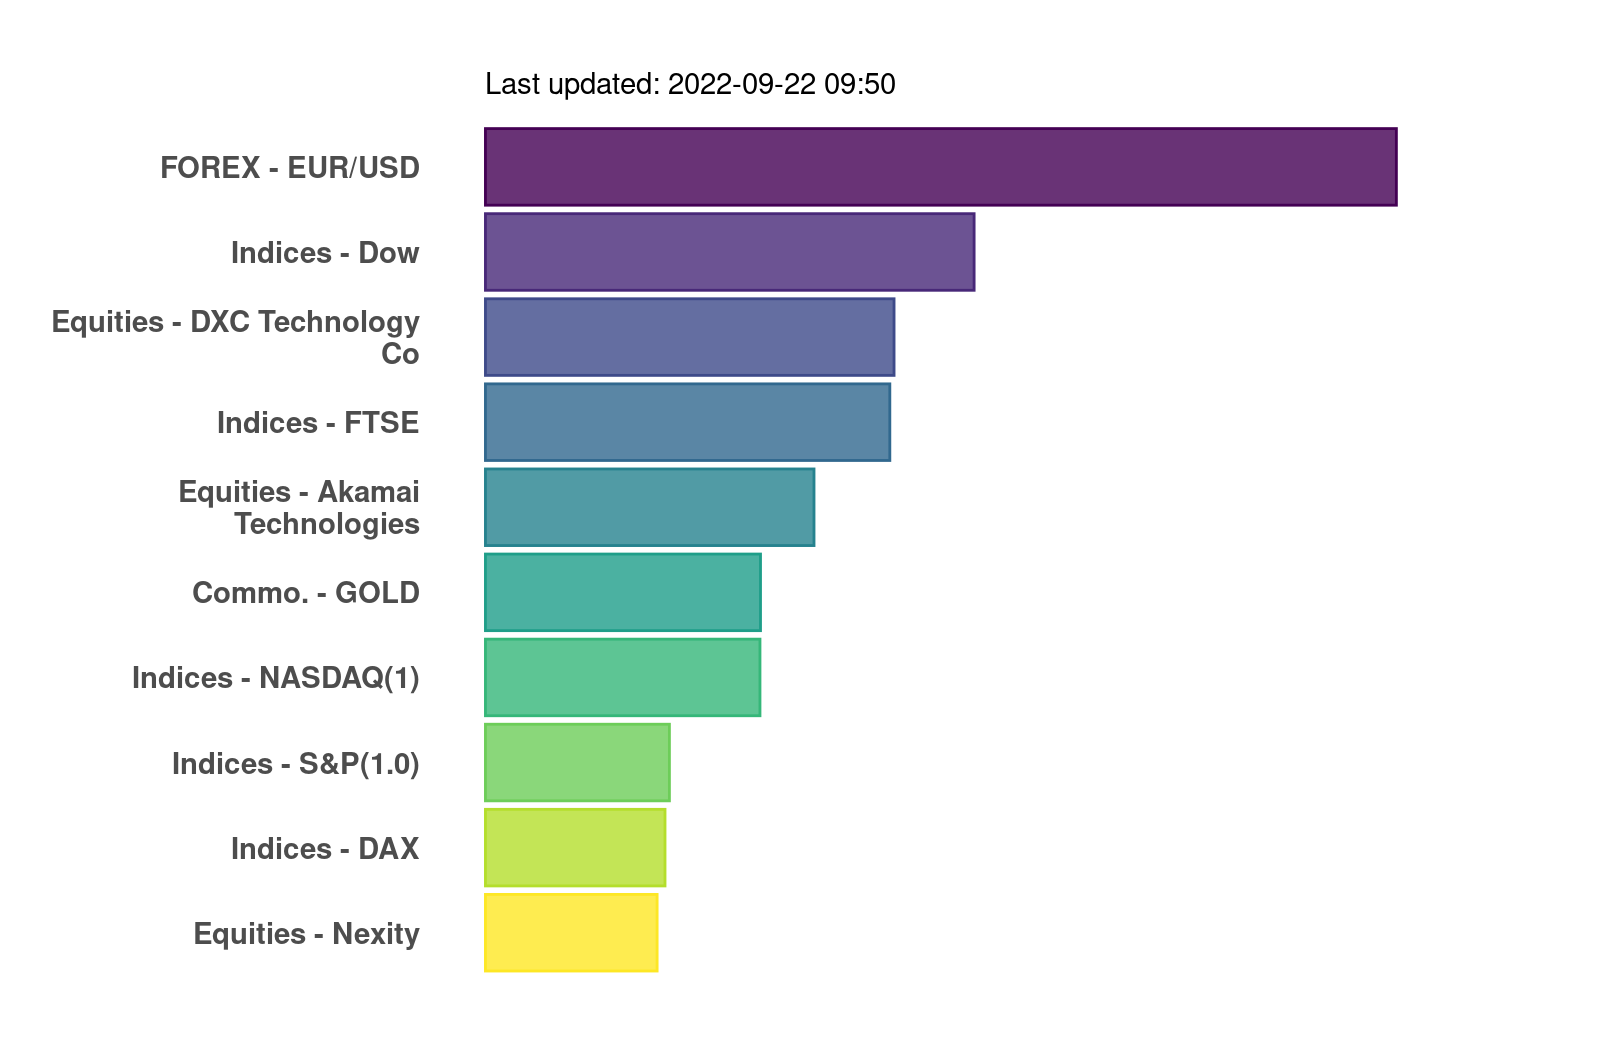 Last updated: 2022-09-22 09:50
FOREX - EUR/USD
Indices - Dow
Equities - DXC Technology
Co
Indices - FTSE
Equities - Akamai
Technologies
Commo. - GOLD
Indices - NASDAQ(1)
Indices - S&P(1.0)
Indices - DAX
Equities - Nexity